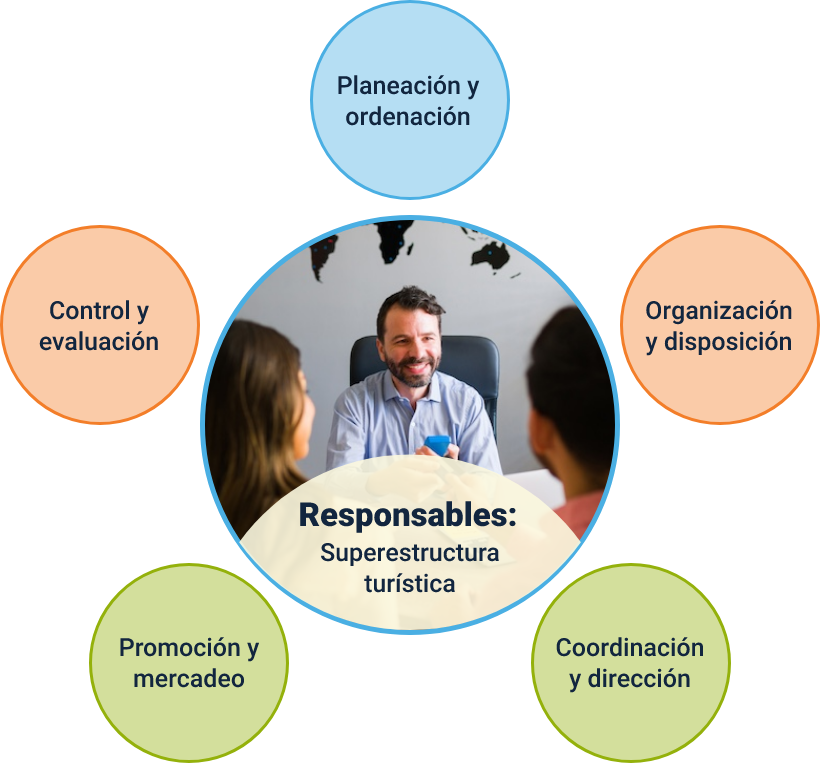 Planeación y
ordenación
Control y
evaluación
Organización
y disposición
Responsables:
Superestructura
turística
Promoción y
mercadeo
Coordinación
y dirección